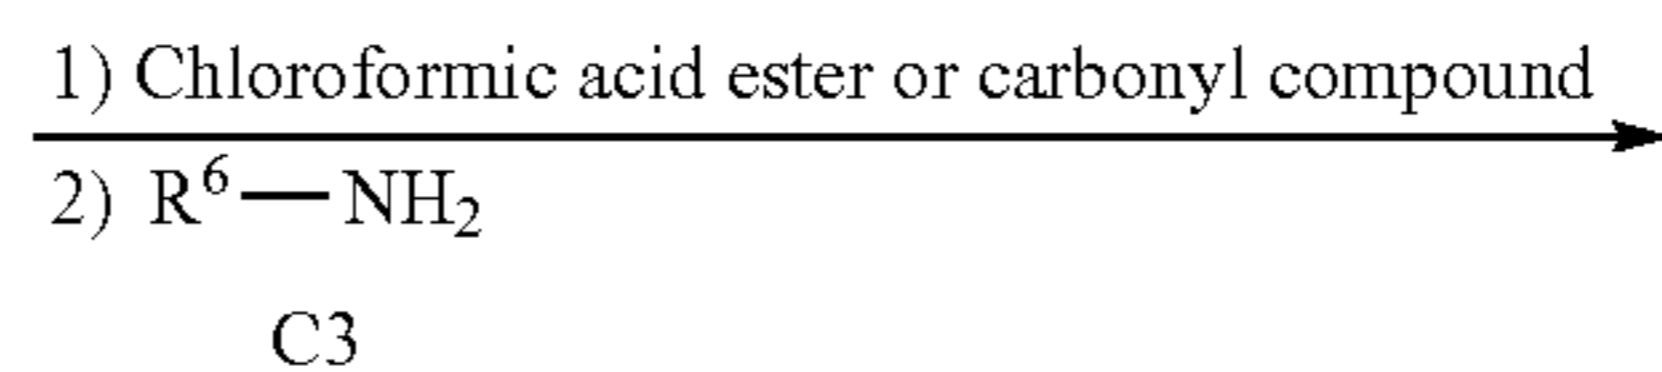 1) Chloroformic acid ester or carbonyl compound
2) R⁶—NH₂
C3